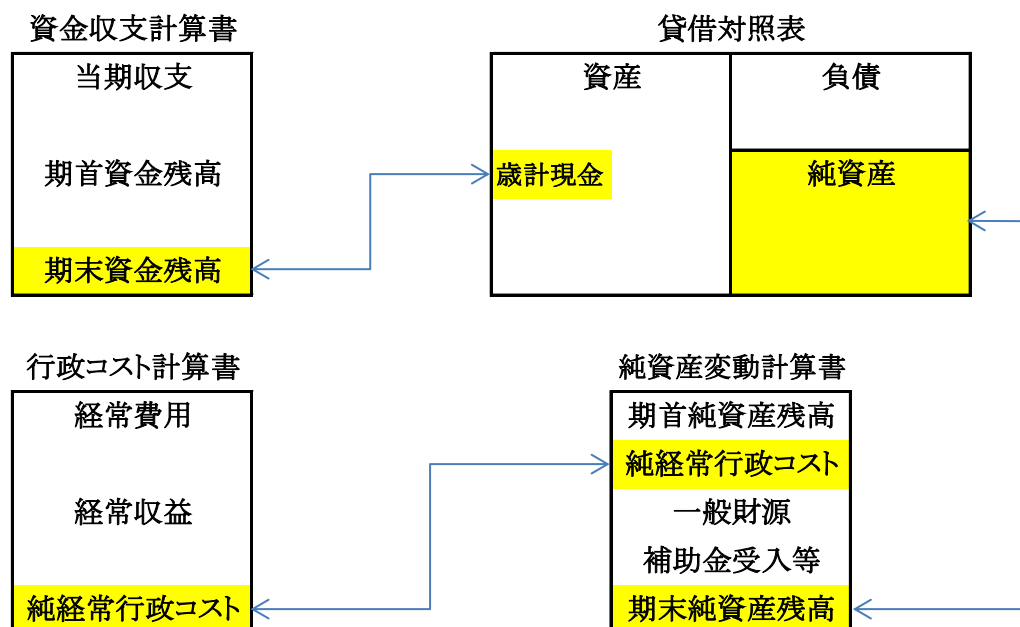 資金収支計算書
当期収支
期首資金残高
期末資金残高
貸借対照表
資産
負債
歳計現金
純資産
行政コスト計算書
経常費用
経常収益
純経常行政コスト
純資産変動計算書
期首純資産残高
純経常行政コスト
一般財源
補助金受入等
期末純資産残高